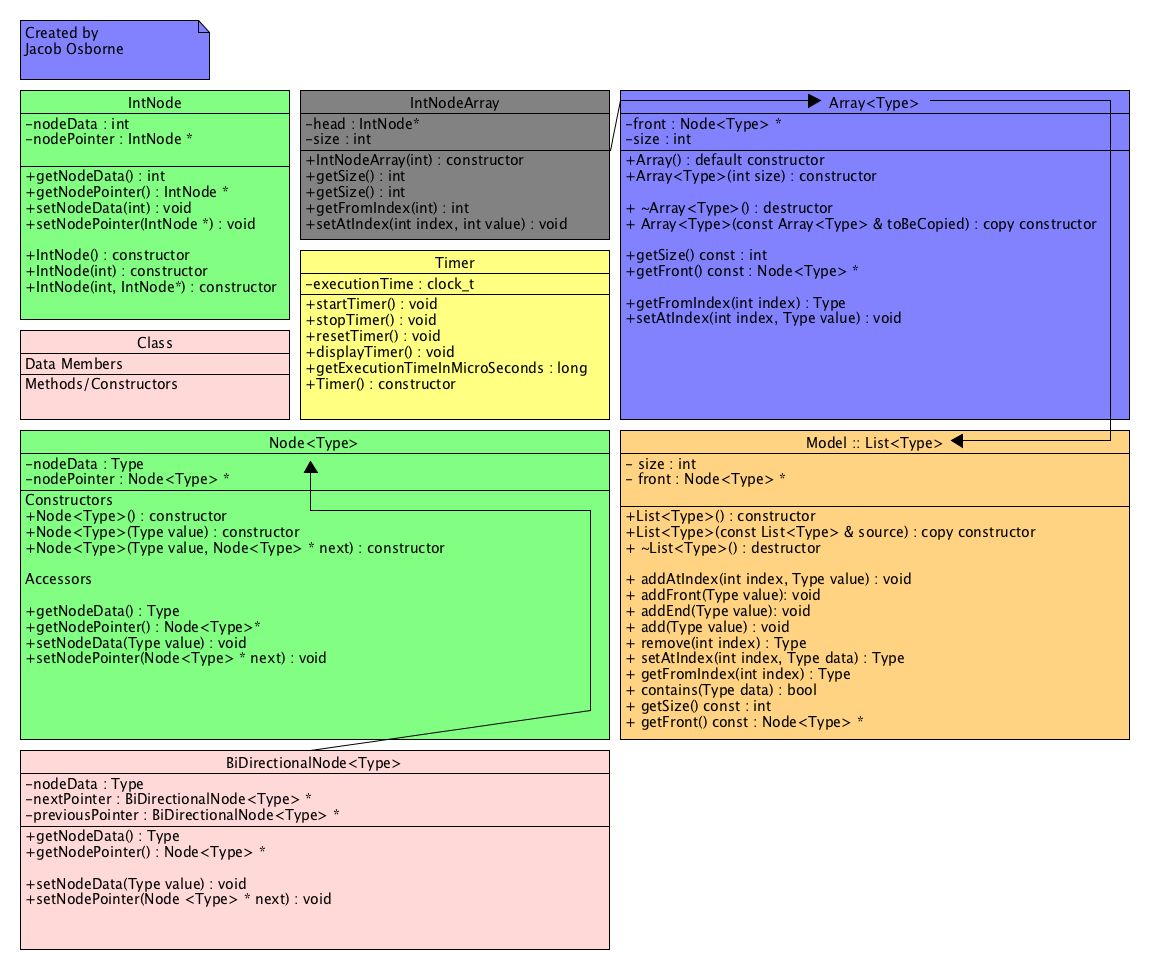 Created by
Jacob Osborne
IntNode
-nodeData : int
-nodePointer : IntNode *
+getNodeData() : int
+getNodePointer() : IntNode *
+setNodeData(int) : void
+setNodePointer(IntNode *) : void
+IntNode() : constructor
+IntNode(int) : constructor
+IntNode(int, IntNode*) : constructor
IntNodeArray
-head : IntNode*
-size : int
+IntNodeArray(int) : constructor
+getSize() : int
+getSize() : int
+getFromIndex(int) : int
+setAtIndex(int index, int value) : void
Array<Type>
-front : Node<Type> *
-size : int
+Array() : default constructor
+Array<Type>(int size) : constructor
+ ~Array<Type>() : destructor
+ Array<Type>(const Array<Type> & toBeCopied) : copy constructor
+getSize() const : int
+getFront() const : Node<Type> *
+getFromIndex(int index) : Type
+setAtIndex(int index, Type value) : void
Timer
-executionTime : clock_t
+startTimer() : void
+stopTimer() : void
+resetTimer() : void
+displayTimer() : void
+getExecutionTimeInMicroSeconds : long
+Timer() : constructor
Class
Data Members
Methods/Constructors
Node<Type>
-nodeData : Type
-nodePointer : Node<Type> *
Constructors
+Node<Type>() : constructor
+Node<Type>(Type value) : constructor
+Node<Type>(Type value, Node<Type> * next) : constructor
Accessors
+getNodeData() : Type
+getNodePointer() : Node<Type>*
+setNodeData(Type value) : void
+setNodePointer(Node<Type> * next) : void
Model :: List<Type>
- size : int
- front : Node<Type> *
+List<Type>() : constructor
+List<Type>(const List<Type> & source) : copy constructor
+ ~List<Type>() : destructor
+ addAtIndex(int index, Type value) : void
+ addFront(Type value): void
+ addEnd(Type value): void
+ add(Type value) : void
+ remove(int index) : Type
+ setAtIndex(int index, Type data) : Type
+ getFromIndex(int index) : Type
+ contains(Type data) : bool
+ getSize() const : int
+ getFront() const : Node<Type> *
BiDirectionalNode<Type>
-nodeData : Type
-nextPointer : BiDirectionalNode<Type> *
-previousPointer : BiDirectionalNode<Type> *
+getNodeData() : Type
+getNodePointer() : Node<Type> *
+setNodeData(Type value) : void
+setNodePointer(Node <Type> * next) : void